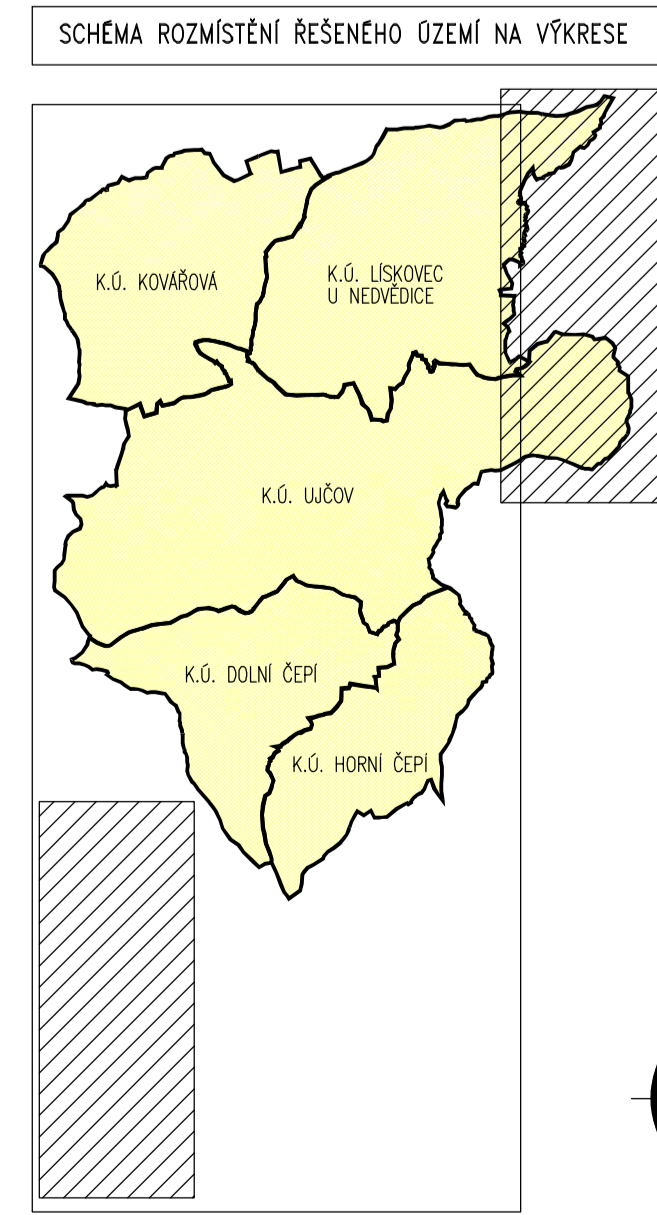 SCHÉMA ROZMÍSTĚNÍ ŘEŠENÉHO ÚZEMÍ NA VÝKRESE
K.Ú. KOVÁŘOVÁ
K.Ú. LÍSKOVEC
U NEDVĚDICE
K.Ú. UJČOV
K.Ú. DOLNÍ ČEPÍ
K.Ú. HORNÍ ČEPÍ